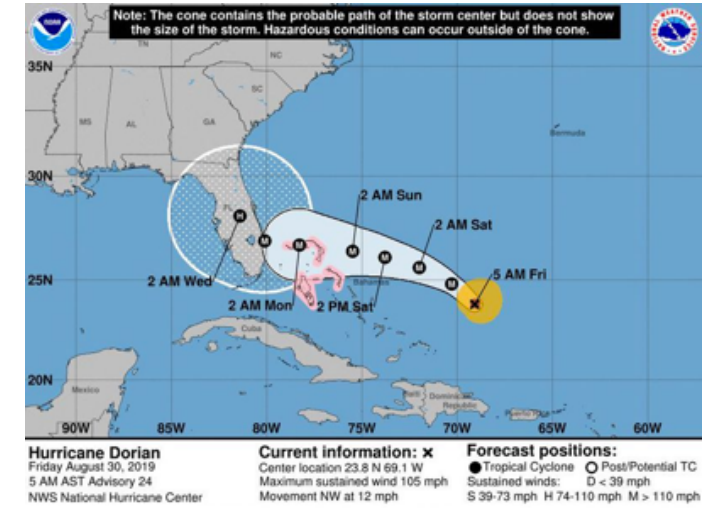 Note: The cone contains the probable path of the storm center but does not show
the size of the storm. Hazardous conditions can occur outside of the cone.
NOAA
35N
TN
NC
SC
MS
AL
GA
Bermuda
30N
2 AM Sun
FL
H
M
M
M
M
M
M
2 AM Sat
5 AM Fri
2 AM Wed
25N
Bahamas
2 AM Mon
2 PM Sat
Cuba
20N
Mexico
Haiti
Dominican
Republic
Puerto Rico
90W
85W
80W
75W
70W
65W
60W
Hurricane Dorian
Friday August 30, 2019
5 AM AST Advisory 24
NWS National Hurricane Center
Current information: ×
Center location 23.8 N 69.1 W
Maximum sustained wind 105 mph
Movement NW at 12 mph
Forecast positions:
● Tropical Cyclone ○ Post/Potential TC
Sustained winds: D < 39 mph
S 39-73 mph H 74-110 mph M > 110 mph